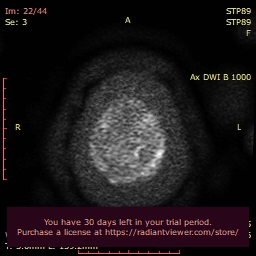 Im: 22/44
Se: 3
A
STP89
STP89
F
Ax DWI B 1000
R
L
You have 30 days left in your trial period.
Purchase a license at https://radiantviewer.com/store/